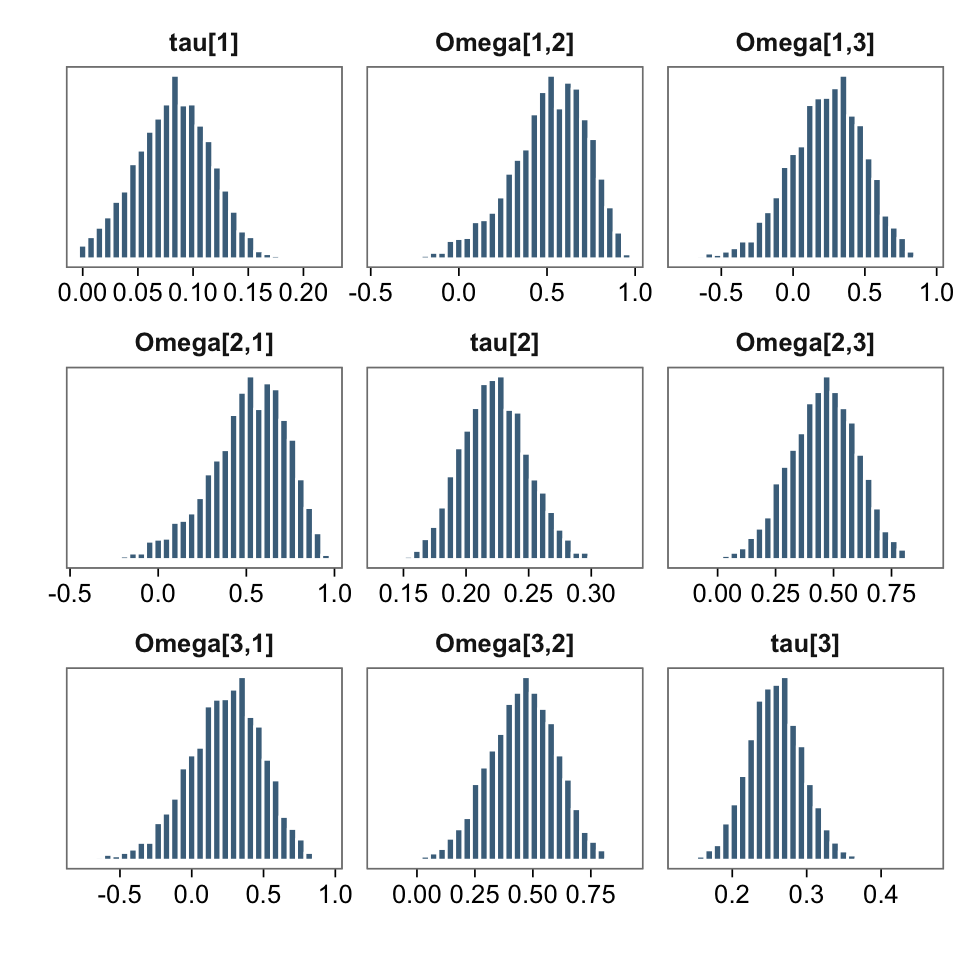 tau[1] Omega[1,2] Omega[1,3]
0.00 0.05 0.10 0.15 0.20 -0.5 0.0 0.5 1.0 -0.5 0.0 0.5 1.0
Omega[2,1] tau[2] Omega[2,3]
-0.5 0.0 0.5 1.0 0.15 0.20 0.25 0.30 0.00 0.25 0.50 0.75
Omega[3,1] Omega[3,2] tau[3]
-0.5 0.0 0.5 1.0 0.00 0.25 0.50 0.75 0.2 0.3 0.4